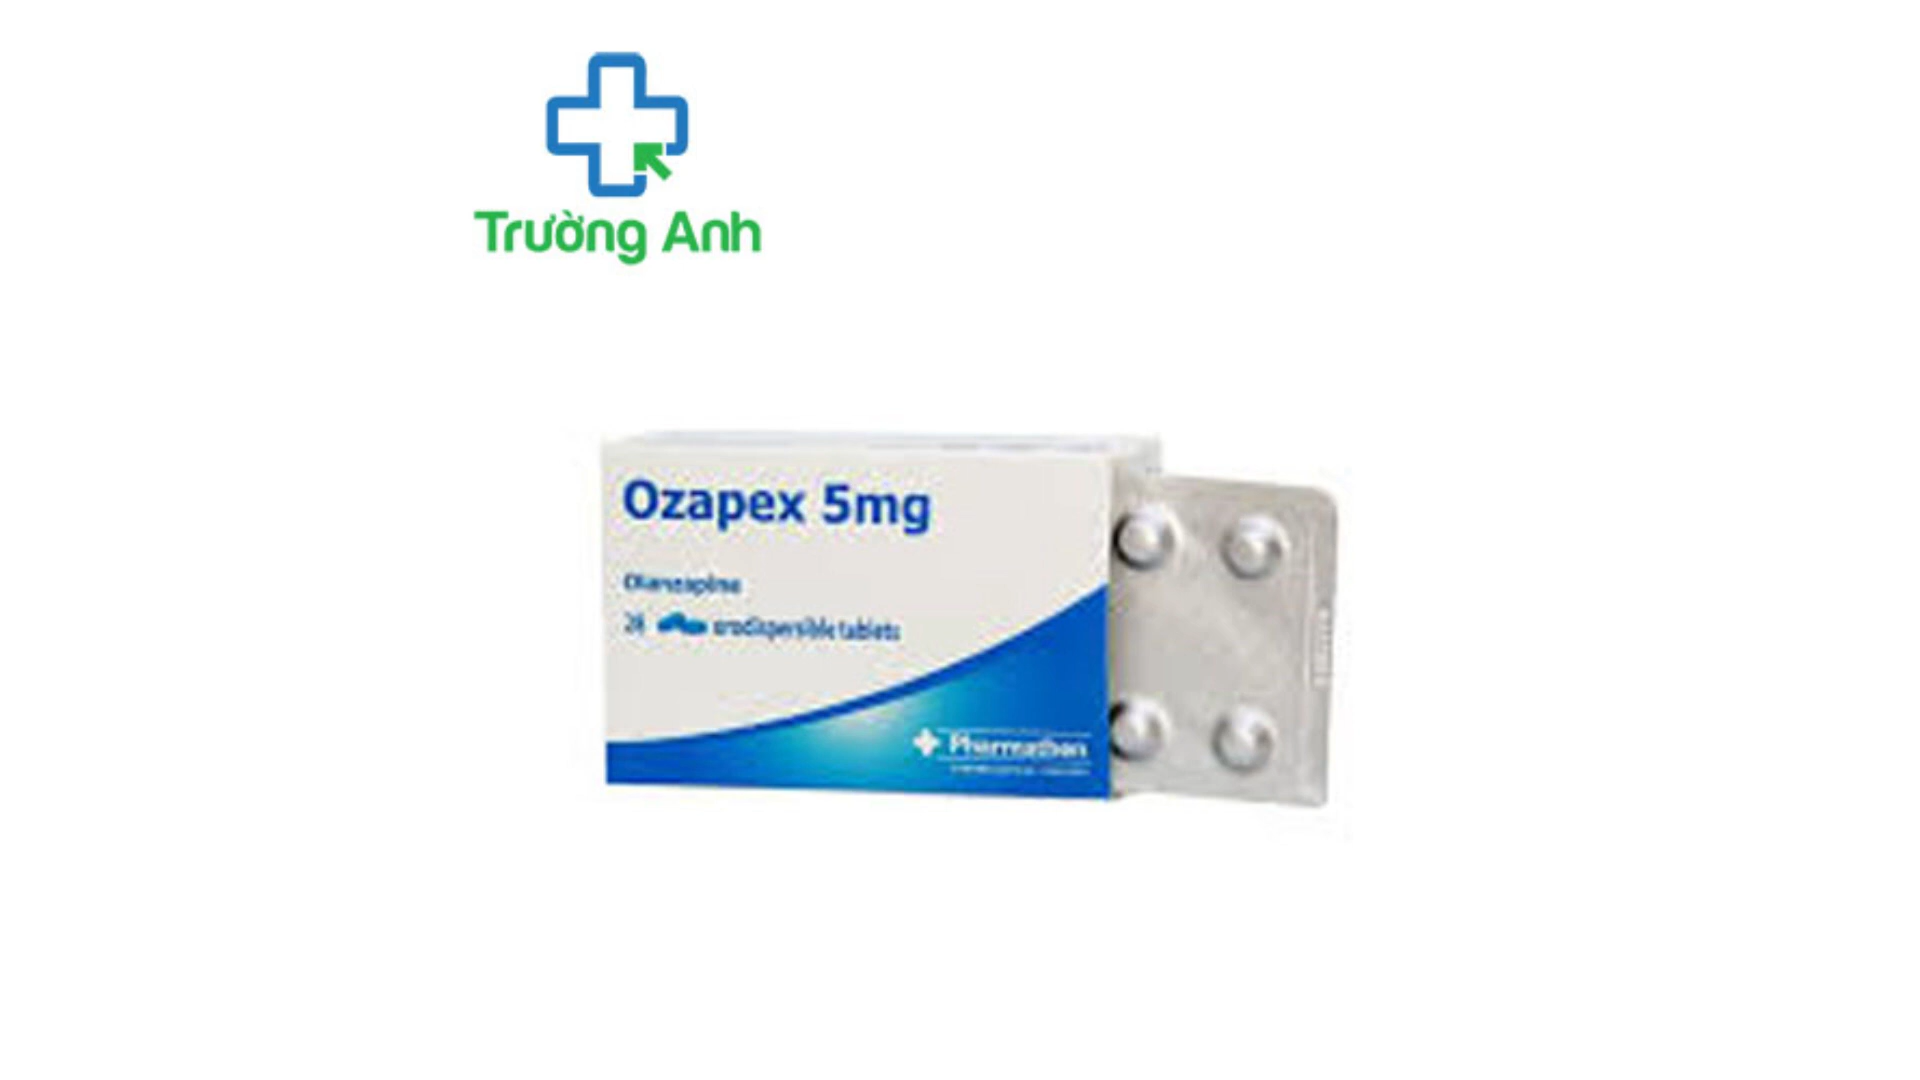 Trường Anh
Ozapex 5mg
Olanzapine
28 orodispersible tablets
Pharmathen